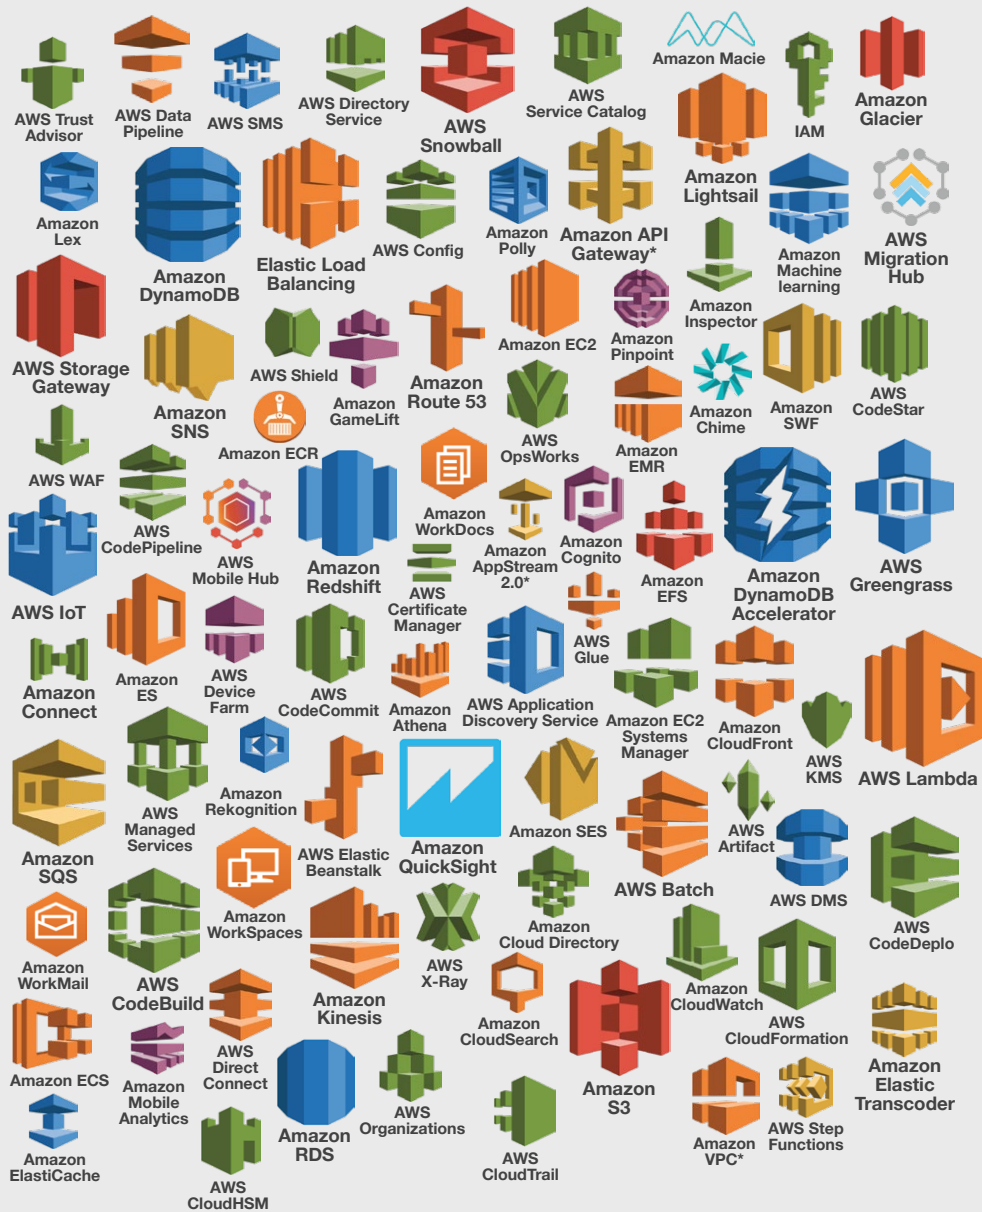 AWS Trust
Advisor
AWS Data
Pipeline
AWS SMS
AWS Directory
Service
AWS
Snowball
AWS
Service Catalog
Amazon Macie
Amazon
Lightsail
IAM
Amazon
Glacier
Amazon
Lex
Amazon
DynamoDB
Elastic Load
Balancing
AWS Config
Amazon
Polly
Amazon API
Gateway*
Amazon
Inspector
Amazon
Machine
learning
AWS
Migration
Hub
AWS Storage
Gateway
Amazon
SNS
AWS Shield
Amazon
GameLift
Amazon
Route 53
Amazon EC2
Amazon
Pinpoint
Amazon
Chime
Amazon
SWF
AWS
CodeStar
AWS WAF
AWS
CodePipeline
Amazon ECR
AWS
Mobile Hub
Amazon
Redshift
Amazon
WorkDocs
AWS
OpsWorks
Amazon
EMR
AWS
Certificate
Manager
Amazon
AppStream
2.0*
Amazon
Cognito
Amazon
EFS
Amazon
DynamoDB
Accelerator
AWS
Greengrass
AWS IoT
Amazon
ES
AWS
Device
Farm
AWS
CodeCommit
Amazon
Athena
AWS Application
Discovery Service
AWS
Glue
Amazon EC2
Systems
Manager
Amazon
CloudFront
AWS
KMS
AWS Lambda
Amazon
Connect
Amazon
SQS
AWS
Managed
Services
Amazon
Rekognition
AWS Elastic
Beanstalk
Amazon
QuickSight
Amazon SES
AWS Batch
AWS
Artifact
AWS DMS
AWS
CodeDeplo
Amazon
WorkMail
AWS
CodeBuild
Amazon
WorkSpaces
Amazon
Kinesis
AWS
X-Ray
Amazon
Cloud Directory
Amazon
CloudSearch
Amazon
S3
Amazon
CloudWatch
AWS
CloudFormation
Amazon
Elastic
Transcoder
Amazon ECS
Amazon
Mobile
Analytics
AWS
Direct
Connect
Amazon
RDS
AWS
Organizations
AWS
CloudTrail
Amazon
VPC*
AWS Step
Functions
Amazon
ElastiCache
AWS
CloudHSM